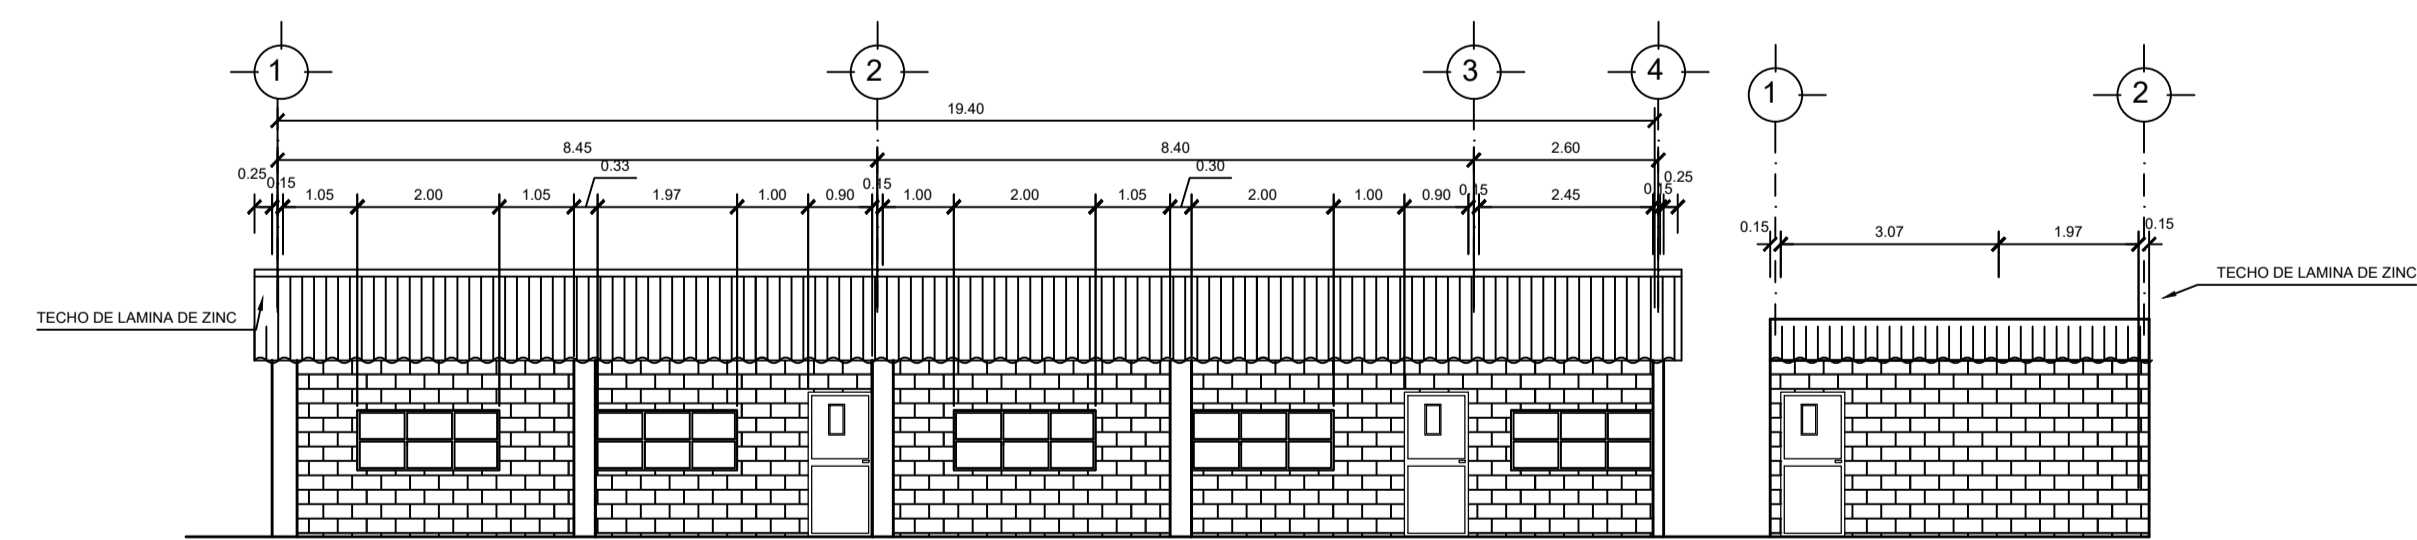 1 2 3 4
1 2
19.40
8.45 8.40 2.60
0.33 0.30
0.25 0.15 1.05 2.00 1.05 1.97 1.00 0.90 0.15 1.00 2.00 1.05 2.00 1.00 0.90 0.15 2.45 0.15 0.25
0.15 3.07 1.97 0.15
TECHO DE LAMINA DE ZINC
TECHO DE LAMINA DE ZINC